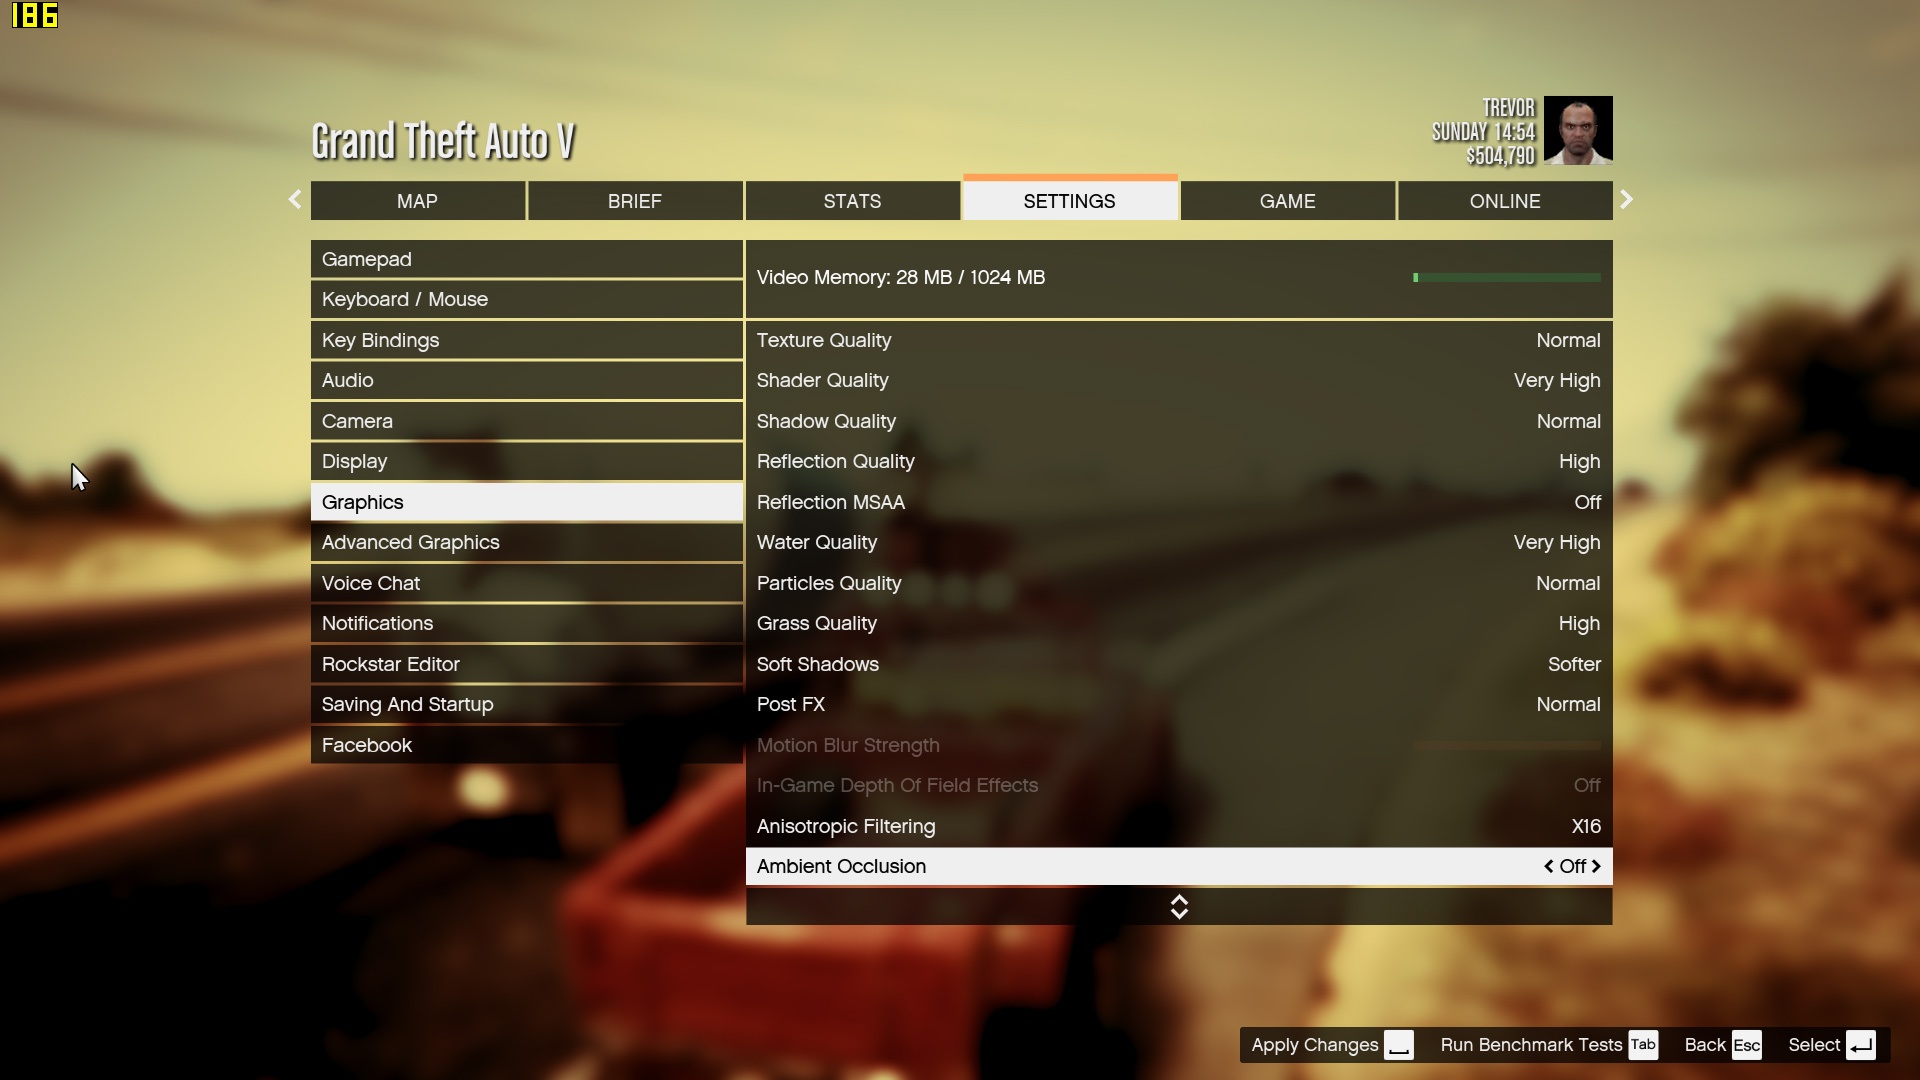 186
Grand Theft Auto V
TREVOR
SUNDAY 14:54
$504,790
MAP BRIEF STATS SETTINGS GAME ONLINE
Gamepad
Keyboard / Mouse
Key Bindings
Audio
Camera
Display
Graphics
Advanced Graphics
Voice Chat
Notifications
Rockstar Editor
Saving And Startup
Facebook
Video Memory: 28 MB / 1024 MB
Texture Quality Normal
Shader Quality Very High
Shadow Quality Normal
Reflection Quality High
Reflection MSAA Off
Water Quality Very High
Particles Quality Normal
Grass Quality High
Soft Shadows Softer
Post FX Normal
Motion Blur Strength
In-Game Depth Of Field Effects Off
Anisotropic Filtering X16
Ambient Occlusion Off
Apply Changes Run Benchmark Tests Tab Back Esc Select